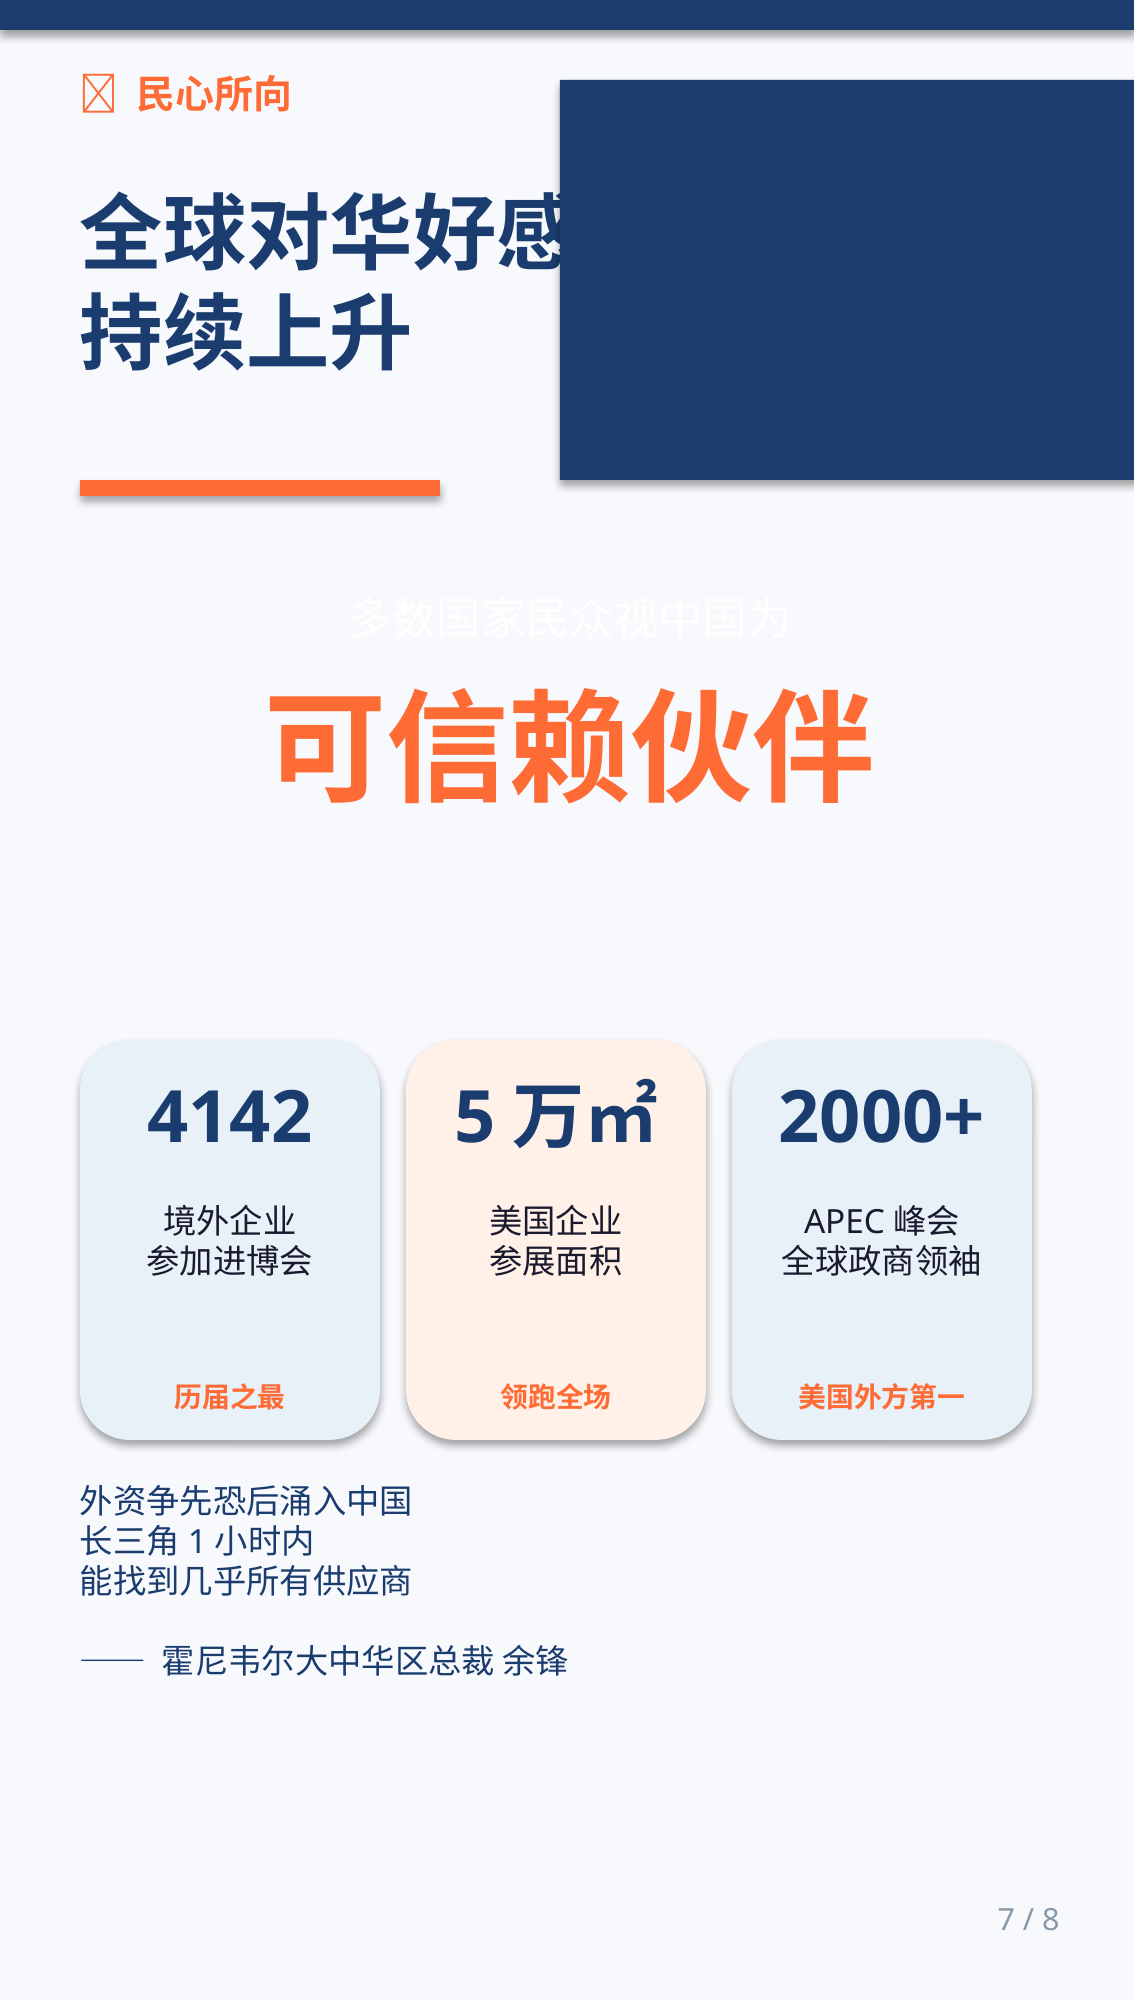 民心所向
全球对华好感
持续上升
多数国家民众视中国为
可信赖伙伴
4142
境外企业
参加进博会
历届之最
5 万㎡
美国企业
参展面积
领跑全场
2000+
APEC 峰会
全球政商领袖
美国外方第一
外资争先恐后涌入中国
长三角 1 小时内
能找到几乎所有供应商
—— 霍尼韦尔大中华区总裁 余锋
7 / 8